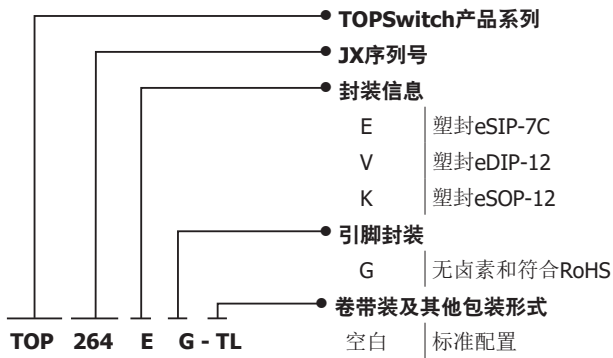 TOPSwitch产品系列
JX序列号
封装信息
E 塑封eSIP-7C
V 塑封eDIP-12
K 塑封eSOP-12
引脚封装
G 无卤素和符合RoHS
卷带装及其他包装形式
空白 标准配置
TOP 264 E G - TL